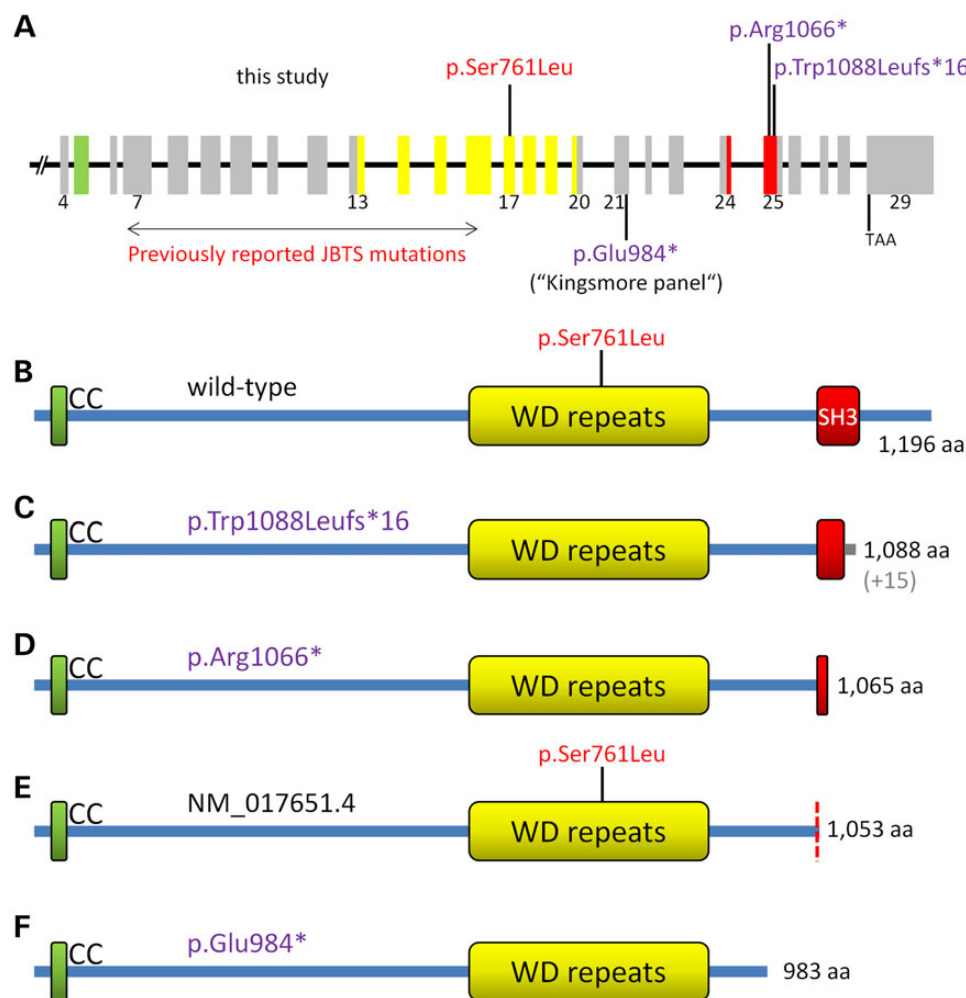 A
p.Arg1066*
this study
p.Ser761Leu
p.Trp1088Leufs*16
4 7 13 17 20 21 24 25 29
TAA
Previously reported JBTS mutations
p.Glu984*
(“Kingsmore panel“)
B
p.Ser761Leu
CC
wild-type
WD repeats
SH3
1,196 aa
C
CC
p.Trp1088Leufs*16
WD repeats
1,088 aa
(+15)
D
CC
p.Arg1066*
WD repeats
1,065 aa
p.Ser761Leu
E
CC
NM_017651.4
WD repeats
1,053 aa
F
CC
p.Glu984*
WD repeats
983 aa